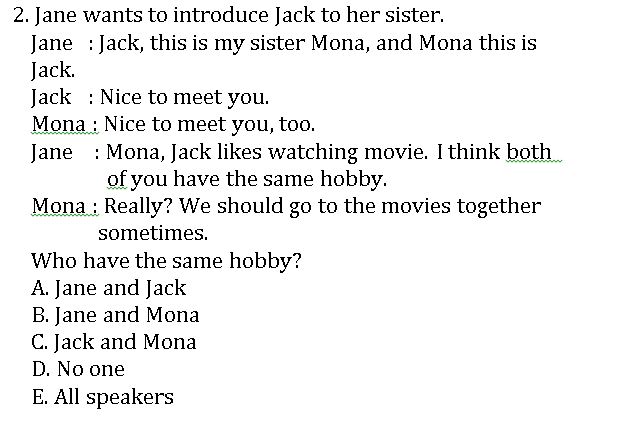 2. Jane wants to introduce Jack to her sister.
Jane : Jack, this is my sister Mona, and Mona this is
Jack.
Jack : Nice to meet you.
Mona : Nice to meet you, too.
Jane : Mona, Jack likes watching movie. I think both
of you have the same hobby.
Mona : Really? We should go to the movies together
sometimes.
Who have the same hobby?
A. Jane and Jack
B. Jane and Mona
C. Jack and Mona
D. No one
E. All speakers